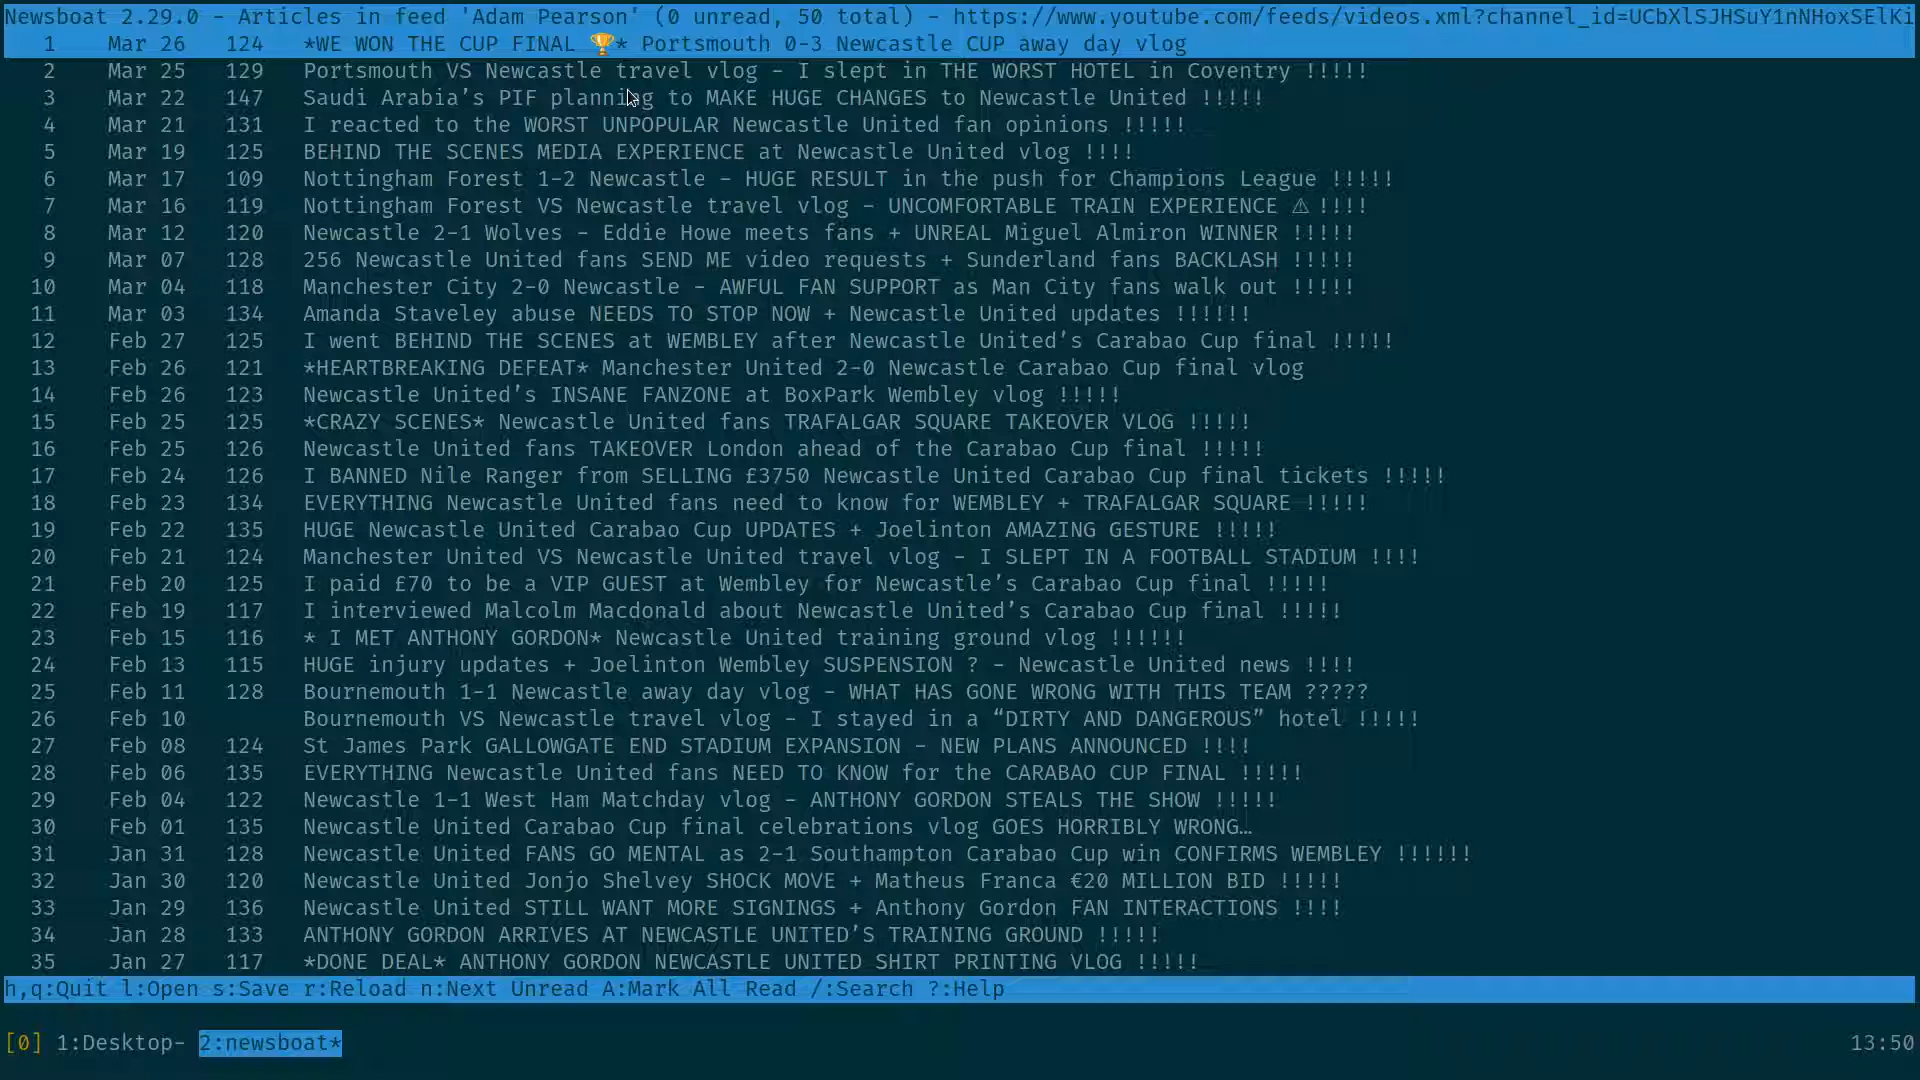 Newsboat 2.29.0 - Articles in feed 'Adam Pearson' (0 unread, 50 total) - https://www.youtube.com/feeds/videos.xml?channel_id=UCbXlSJHSuY1nNHoxSElKi
1 Mar 26 124 *WE WON THE CUP FINAL 🏆* Portsmouth 0-3 Newcastle CUP away day vlog
2 Mar 25 129 Portsmouth VS Newcastle travel vlog - I slept in THE WORST HOTEL in Coventry !!!!!
3 Mar 22 147 Saudi Arabia’s PIF planning to MAKE HUGE CHANGES to Newcastle United !!!!!
4 Mar 21 131 I reacted to the WORST UNPOPULAR Newcastle United fan opinions !!!!!
5 Mar 19 125 BEHIND THE SCENES MEDIA EXPERIENCE at Newcastle United vlog !!!!
6 Mar 17 109 Nottingham Forest 1-2 Newcastle - HUGE RESULT in the push for Champions League !!!!!
7 Mar 16 119 Nottingham Forest VS Newcastle travel vlog - UNCOMFORTABLE TRAIN EXPERIENCE ⚠ !!!!
8 Mar 12 120 Newcastle 2-1 Wolves - Eddie Howe meets fans + UNREAL Miguel Almiron WINNER !!!!!
9 Mar 07 128 256 Newcastle United fans SEND ME video requests + Sunderland fans BACKLASH !!!!!
10 Mar 04 118 Manchester City 2-0 Newcastle - AWFUL FAN SUPPORT as Man City fans walk out !!!!!
11 Mar 03 134 Amanda Staveley abuse NEEDS TO STOP NOW + Newcastle United updates !!!!!!
12 Feb 27 125 I went BEHIND THE SCENES at WEMBLEY after Newcastle United’s Carabao Cup final !!!!!
13 Feb 26 121 *HEARTBREAKING DEFEAT* Manchester United 2-0 Newcastle Carabao Cup final vlog
14 Feb 26 123 Newcastle United’s INSANE FANZONE at BoxPark Wembley vlog !!!!!
15 Feb 25 125 *CRAZY SCENES* Newcastle United fans TRAFALGAR SQUARE TAKEOVER VLOG !!!!!
16 Feb 25 126 Newcastle United fans TAKEOVER London ahead of the Carabao Cup final !!!!!
17 Feb 24 126 I BANNED Nile Ranger from SELLING £3750 Newcastle United Carabao Cup final tickets !!!!!
18 Feb 23 134 EVERYTHING Newcastle United fans need to know for WEMBLEY + TRAFALGAR SQUARE !!!!!
19 Feb 22 135 HUGE Newcastle United Carabao Cup UPDATES + Joelinton AMAZING GESTURE !!!!!
20 Feb 21 124 Manchester United VS Newcastle United travel vlog - I SLEPT IN A FOOTBALL STADIUM !!!!
21 Feb 20 125 I paid £70 to be a VIP GUEST at Wembley for Newcastle’s Carabao Cup final !!!!!
22 Feb 19 117 I interviewed Malcolm Macdonald about Newcastle United’s Carabao Cup final !!!!!
23 Feb 15 116 * I MET ANTHONY GORDON* Newcastle United training ground vlog !!!!!!
24 Feb 13 115 HUGE injury updates + Joelinton Wembley SUSPENSION ? - Newcastle United news !!!!
25 Feb 11 128 Bournemouth 1-1 Newcastle away day vlog - WHAT HAS GONE WRONG WITH THIS TEAM ?????
26 Feb 10 Bournemouth VS Newcastle travel vlog - I stayed in a “DIRTY AND DANGEROUS” hotel !!!!!
27 Feb 08 124 St James Park GALLOWGATE END STADIUM EXPANSION - NEW PLANS ANNOUNCED !!!!
28 Feb 06 135 EVERYTHING Newcastle United fans NEED TO KNOW for the CARABAO CUP FINAL !!!!!
29 Feb 04 122 Newcastle 1-1 West Ham Matchday vlog - ANTHONY GORDON STEALS THE SHOW !!!!!
30 Feb 01 135 Newcastle United Carabao Cup final celebrations vlog GOES HORRIBLY WRONG…
31 Jan 31 128 Newcastle United FANS GO MENTAL as 2-1 Southampton Carabao Cup win CONFIRMS WEMBLEY !!!!!!
32 Jan 30 120 Newcastle United Jonjo Shelvey SHOCK MOVE + Matheus Franca €20 MILLION BID !!!!!
33 Jan 29 136 Newcastle United STILL WANT MORE SIGNINGS + Anthony Gordon FAN INTERACTIONS !!!!
34 Jan 28 133 ANTHONY GORDON ARRIVES AT NEWCASTLE UNITED’S TRAINING GROUND !!!!!
35 Jan 27 117 *DONE DEAL* ANTHONY GORDON NEWCASTLE UNITED SHIRT PRINTING VLOG !!!!!
h,q:Quit l:Open s:Save r:Reload n:Next Unread A:Mark All Read /:Search ?:Help
[0] 1:Desktop- 2:newsboat* 13:50